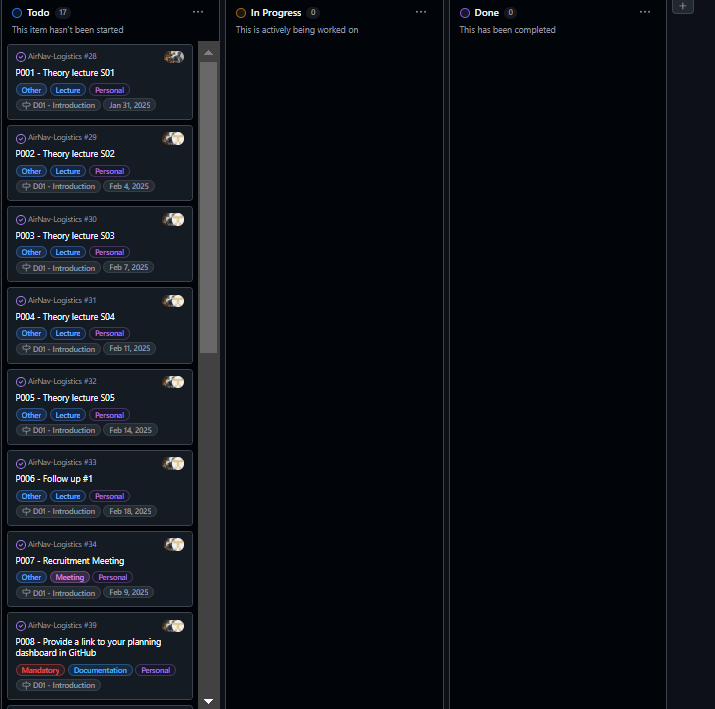 Todo 17
This item hasn't been started
AirNav-Logistics #28
P001 - Theory lecture S01
Other Lecture Personal
D01 - Introduction Jan 31, 2025
AirNav-Logistics #29
P002 - Theory lecture S02
Other Lecture Personal
D01 - Introduction Feb 4, 2025
AirNav-Logistics #30
P003 - Theory lecture S03
Other Lecture Personal
D01 - Introduction Feb 7, 2025
AirNav-Logistics #31
P004 - Theory lecture S04
Other Lecture Personal
D01 - Introduction Feb 11, 2025
AirNav-Logistics #32
P005 - Theory lecture S05
Other Lecture Personal
D01 - Introduction Feb 14, 2025
AirNav-Logistics #33
P006 - Follow up #1
Other Lecture Personal
D01 - Introduction Feb 18, 2025
AirNav-Logistics #34
P007 - Recruitment Meeting
Other Meeting Personal
D01 - Introduction Feb 9, 2025
AirNav-Logistics #39
P008 - Provide a link to your planning
dashboard in GitHub
Mandatory Documentation Personal
D01 - Introduction
In Progress 0
This is actively being worked on
Done 0
This has been completed